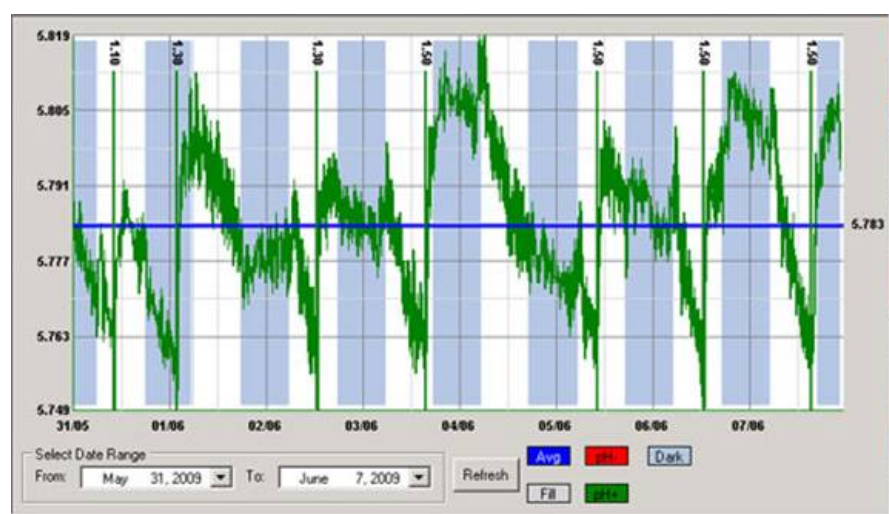 5.819
1.10
1.30
1.30
1.50
1.50
1.50
1.50
5.805
5.791
5.783
5.777
5.763
5.749
31/05 01/06 02/06 03/06 04/06 05/06 06/06 07/06
Select Date Range
From: May 31, 2009 To: June 7, 2009 Refresh
Avg pH- Dark
Fill pH+